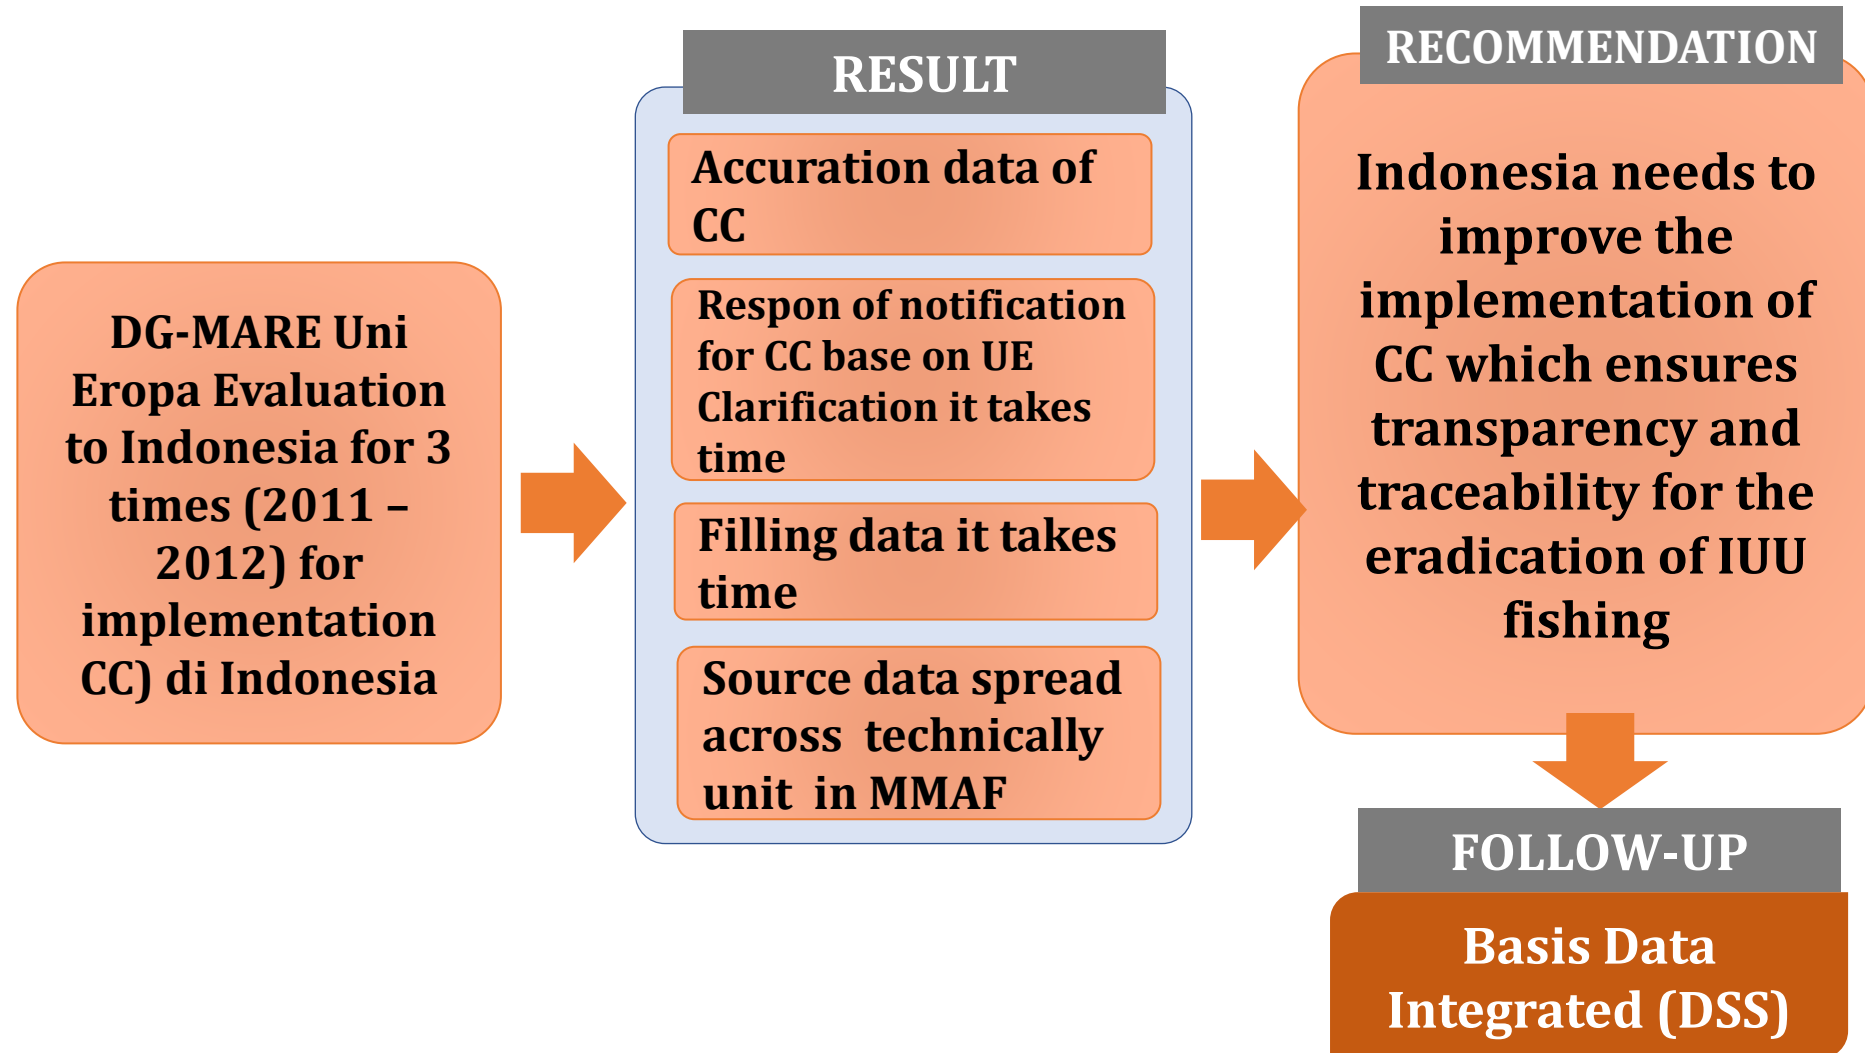 DG-MARE Uni
Eropa Evaluation
to Indonesia for 3
times (2011 –
2012) for
implementation
CC) di Indonesia
RESULT
Accuration data of
CC
Respon of notification
for CC base on UE
Clarification it takes
time
Filling data it takes
time
Source data spread
across technically
unit in MMAF
RECOMMENDATION
Indonesia needs to
improve the
implementation of
CC which ensures
transparency and
traceability for the
eradication of IUU
fishing
FOLLOW-UP
Basis Data
Integrated (DSS)